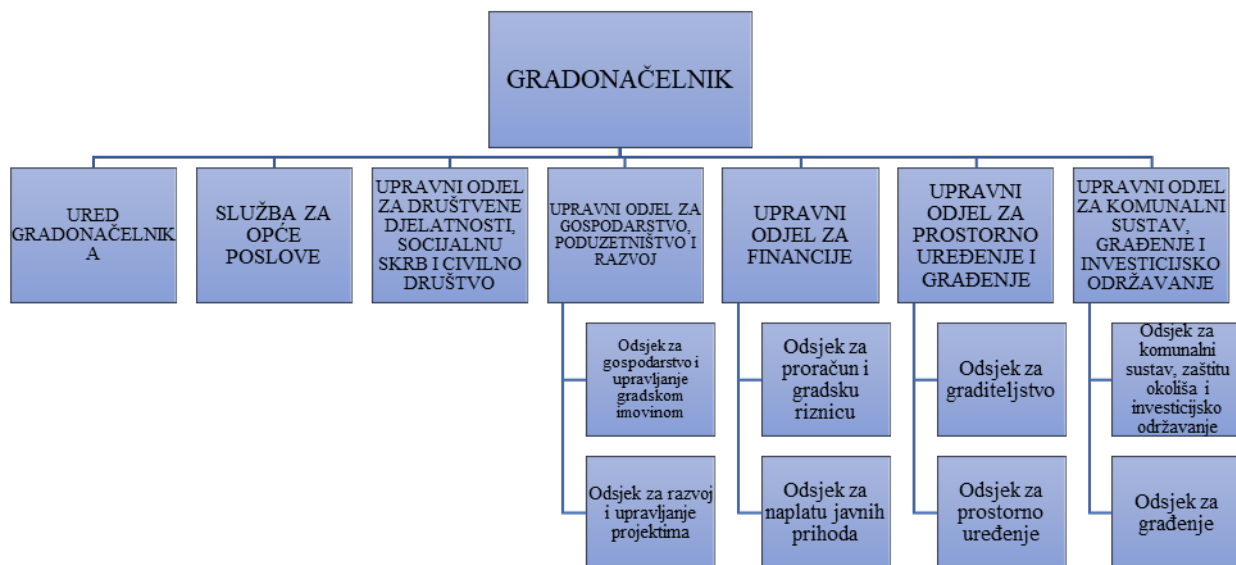 GRADONAČELNIK
URED
GRADONAČELNIK
A
SLUŽBA ZA
OPĆE
POSLOVE
UPRAVNI ODJEL
ZA DRUŠTVENE
DJELATNOSTI,
SOCIJALNU
SKRB I CIVILNO
DRUŠTVO
UPRAVNI ODJEL ZA
GOSPODARSTVO,
PODUZETNIŠTVO I
RAZVOJ
UPRAVNI
ODJEL ZA
FINANCIJE
UPRAVNI
ODJEL ZA
PROSTORNO
UREĐENJE I
GRAĐENJE
UPRAVNI ODJEL
ZA KOMUNALNI
SUSTAV,
GRAĐENJE I
INVESTICIJSKO
ODRŽAVANJE
Odsjek za
gospodarstvo i
upravljanje
gradskom
imovinom
Odsjek za
proračun i
gradsku
riznicu
Odsjek za
graditeljstvo
Odsjek za
komunalni
sustav, zaštitu
okoliša i
investicijsko
održavanje
Odsjek za razvoj
i upravljanje
projektima
Odsjek za
naplatu javnih
prihoda
Odsjek za
prostorno
uređenje
Odsjek za
građenje